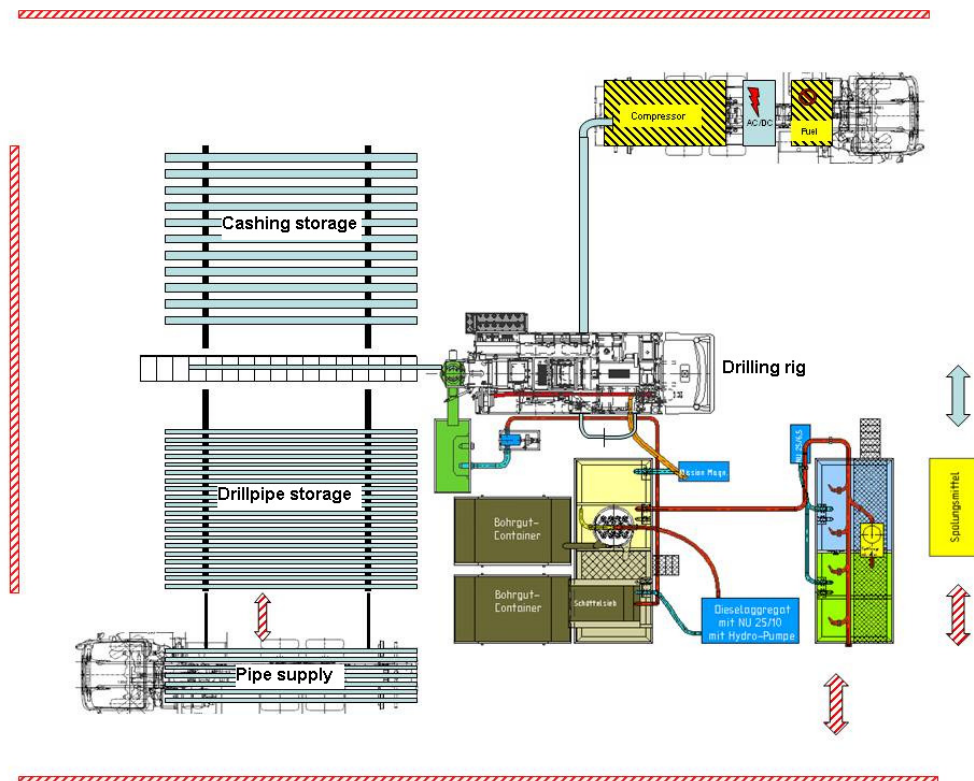 Compressor
AC/DC
Fuel
Cashing storage
Drilling rig
Drillpipe storage
Bohrgut-
Container
Bohrgut-
Container
Schüttelsieb
Dieselaggregat
mit NU 25/10
mit Hydro-Pumpe
Spülungsmittel
Pipe supply